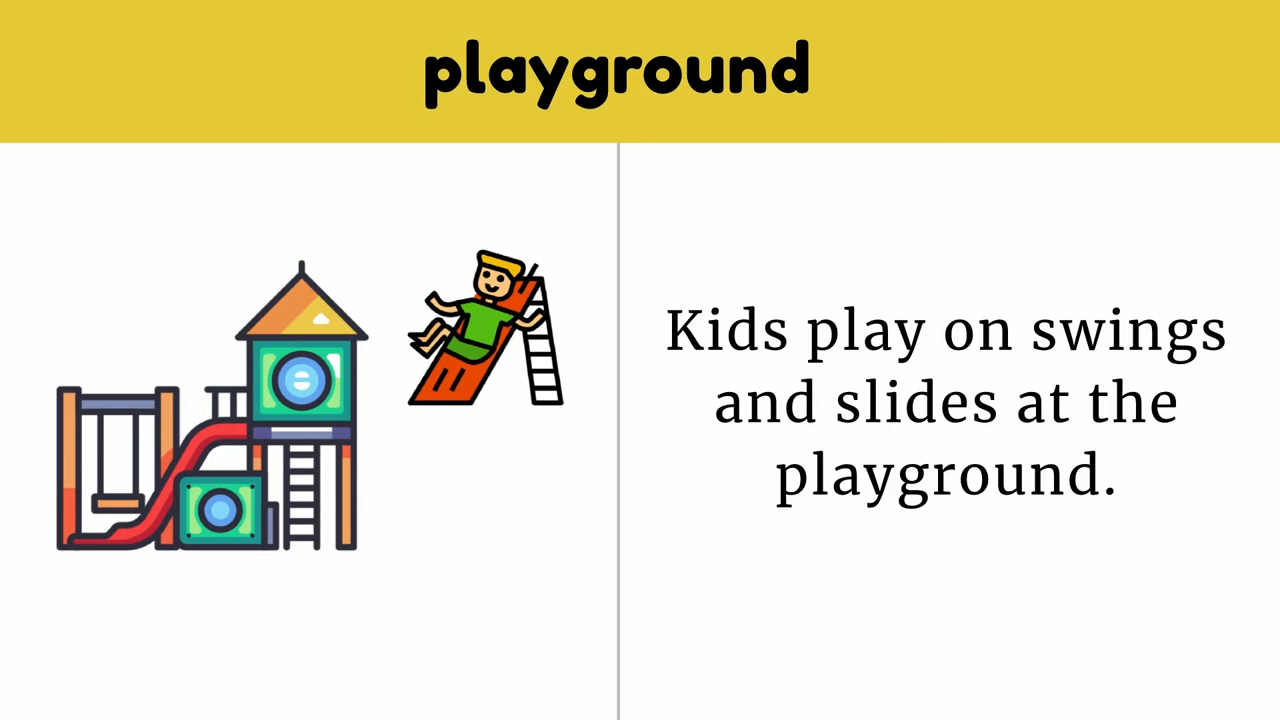 playground
Kids play on swings
and slides at the
playground.